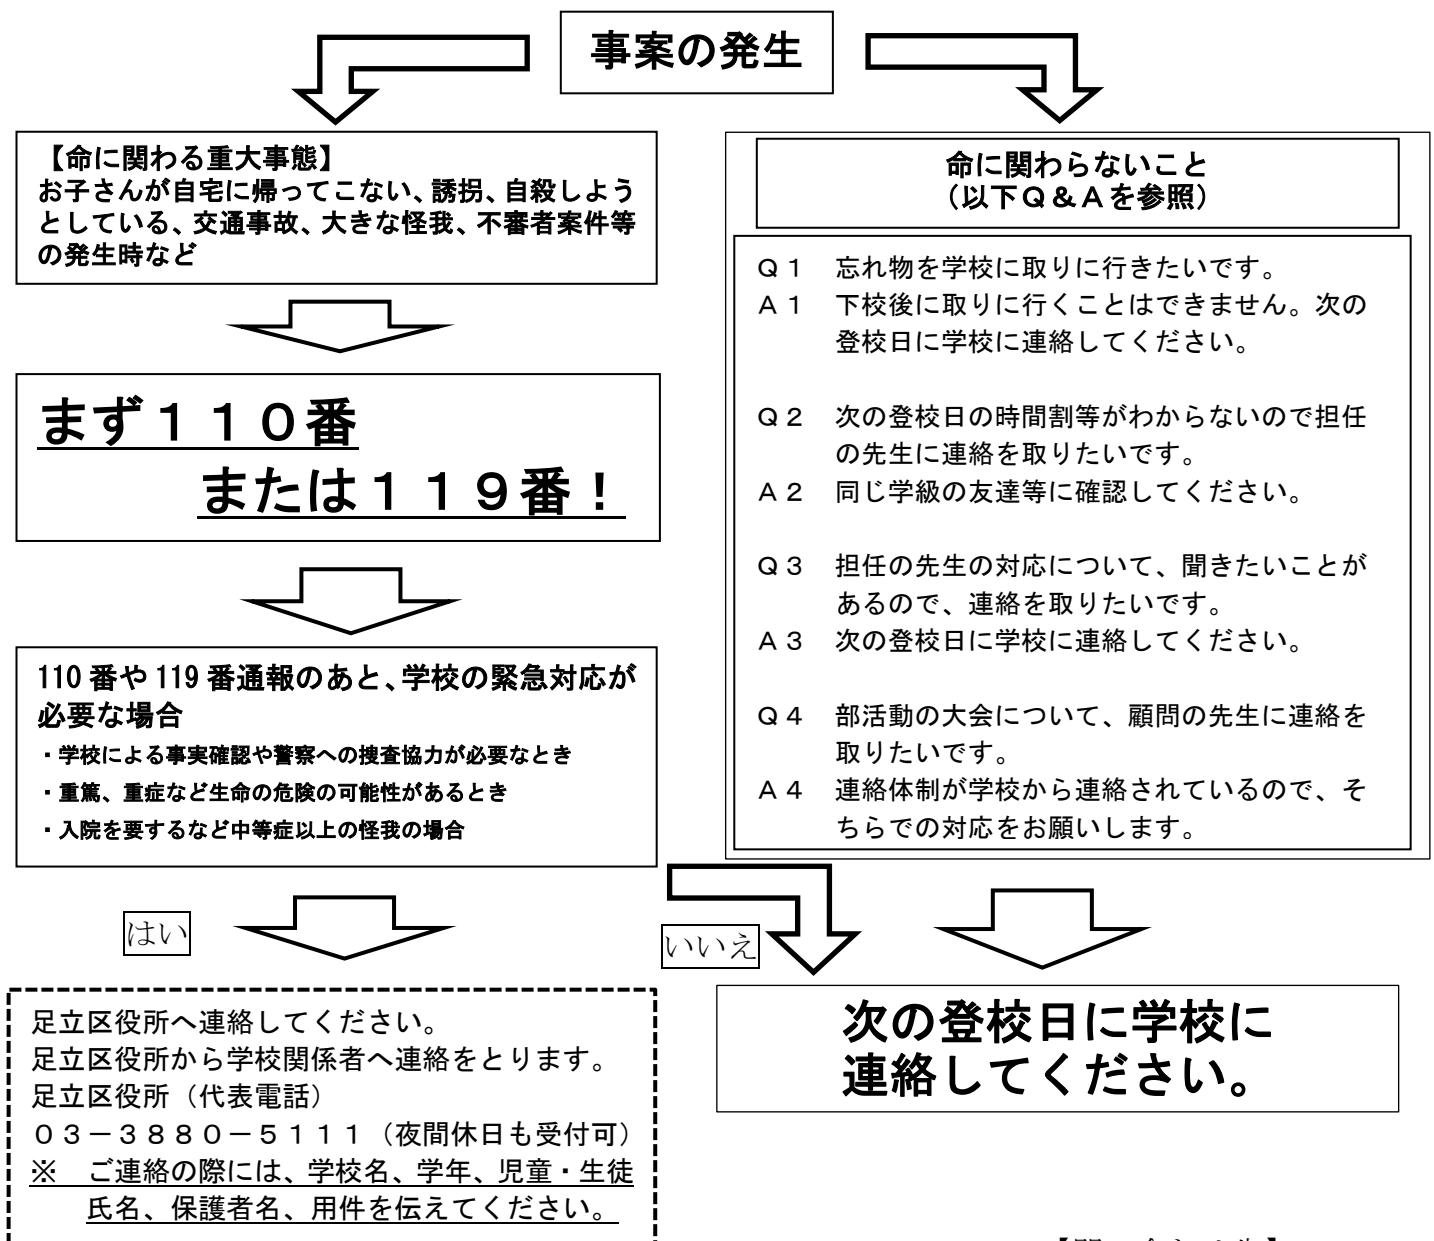 事案の発生
【命に関わる重大事態】
お子さんが自宅に帰ってこない、誘拐、自殺しよう
としている、交通事故、大きな怪我、不審者案件等
の発生時など
まず１１０番
または１１９番！
110番や119番通報のあと、学校の緊急対応が
必要な場合
・学校による事実確認や警察への捜査協力が必要なとき
・重篤、重症など生命の危険の可能性があるとき
・入院を要するなど中等症以上の怪我の場合
はい
いいえ
足立区役所へ連絡してください。
足立区役所から学校関係者へ連絡をとります。
足立区役所（代表電話）
０３－３８８０－５１１１（夜間休日も受付可）
※　ご連絡の際には、学校名、学年、児童・生徒
氏名、保護者名、用件を伝えてください。
命に関わらないこと
（以下Ｑ＆Ａを参照）
Ｑ１　忘れ物を学校に取りに行きたいです。
Ａ１　下校後に取りに行くことはできません。次の
登校日に学校に連絡してください。
Ｑ２　次の登校日の時間割等がわからないので担任
の先生に連絡を取りたいです。
Ａ２　同じ学級の友達等に確認してください。
Ｑ３　担任の先生の対応について、聞きたいことが
あるので、連絡を取りたいです。
Ａ３　次の登校日に学校に連絡してください。
Ｑ４　部活動の大会について、顧問の先生に連絡を
取りたいです。
Ａ４　連絡体制が学校から連絡されているので、そ
ちらでの対応をお願いします。
次の登校日に学校に
連絡してください。